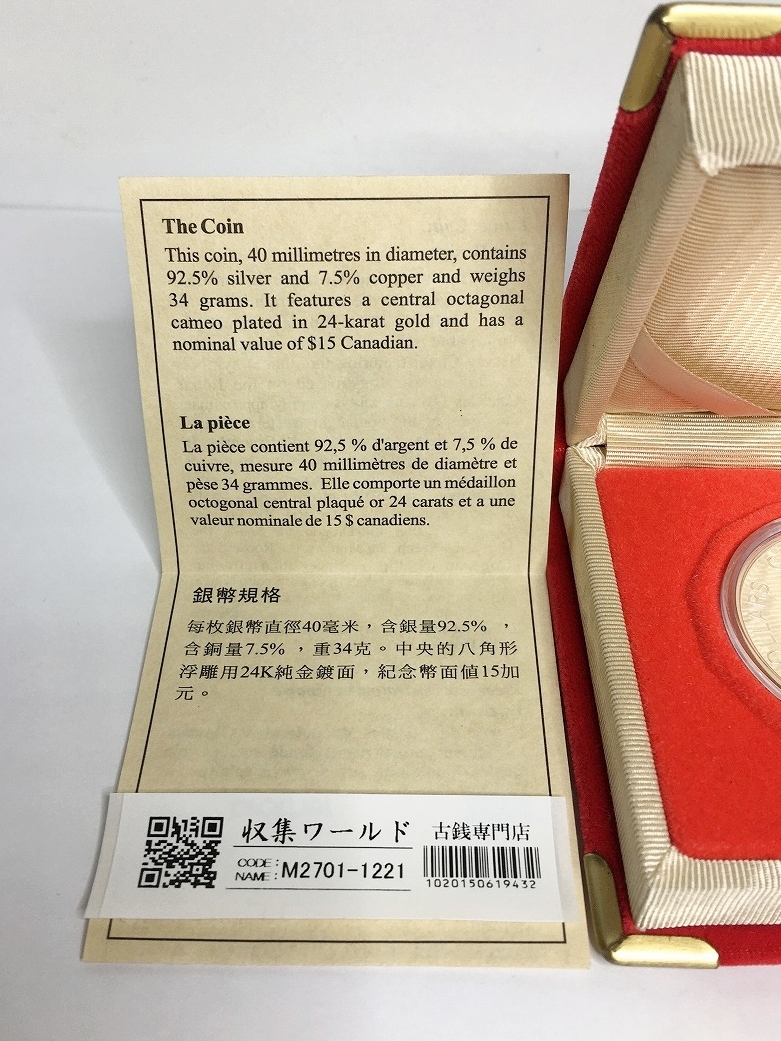 The Coin
This coin, 40 millimetres in diameter, contains
92.5% silver and 7.5% copper and weighs
34 grams. It features a central octagonal
cameo plated in 24-karat gold and has a
nominal value of $15 Canadian.
La pièce
La pièce contient 92,5 % d'argent et 7,5 % de
cuivre, mesure 40 millimètres de diamètre et
pèse 34 grammes. Elle comporte un médaillon
octogonal central plaqué or 24 carats et a une
valeur nominale de 15 $ canadiens.
銀幣規格
每枚銀幣直徑40毫米，含銀量92.5%，
含銅量7.5%，重34克。中央的八角形
浮雕用24K純金鍍面，紀念幣面值15加
元。
収集ワールド 古銭専門店
CODE:
NAME: M2701-1221
1020150619432